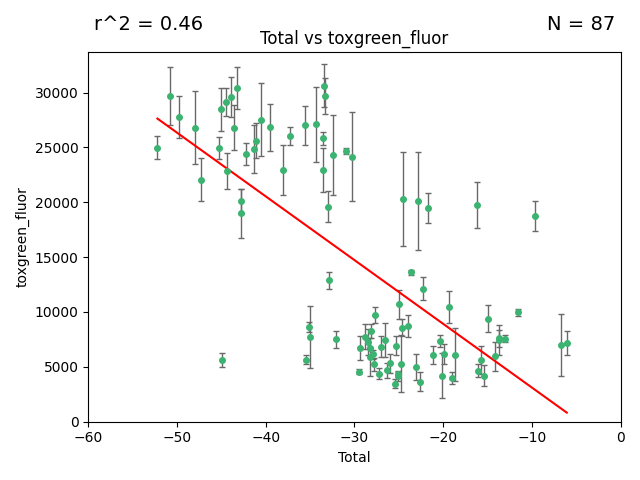 r^2 = 0.46
N = 87
Total vs toxgreen_fluor
toxgreen_fluor
30000
25000
20000
15000
10000
5000
0
−60
−50
−40
−30
−20
−10
0
Total